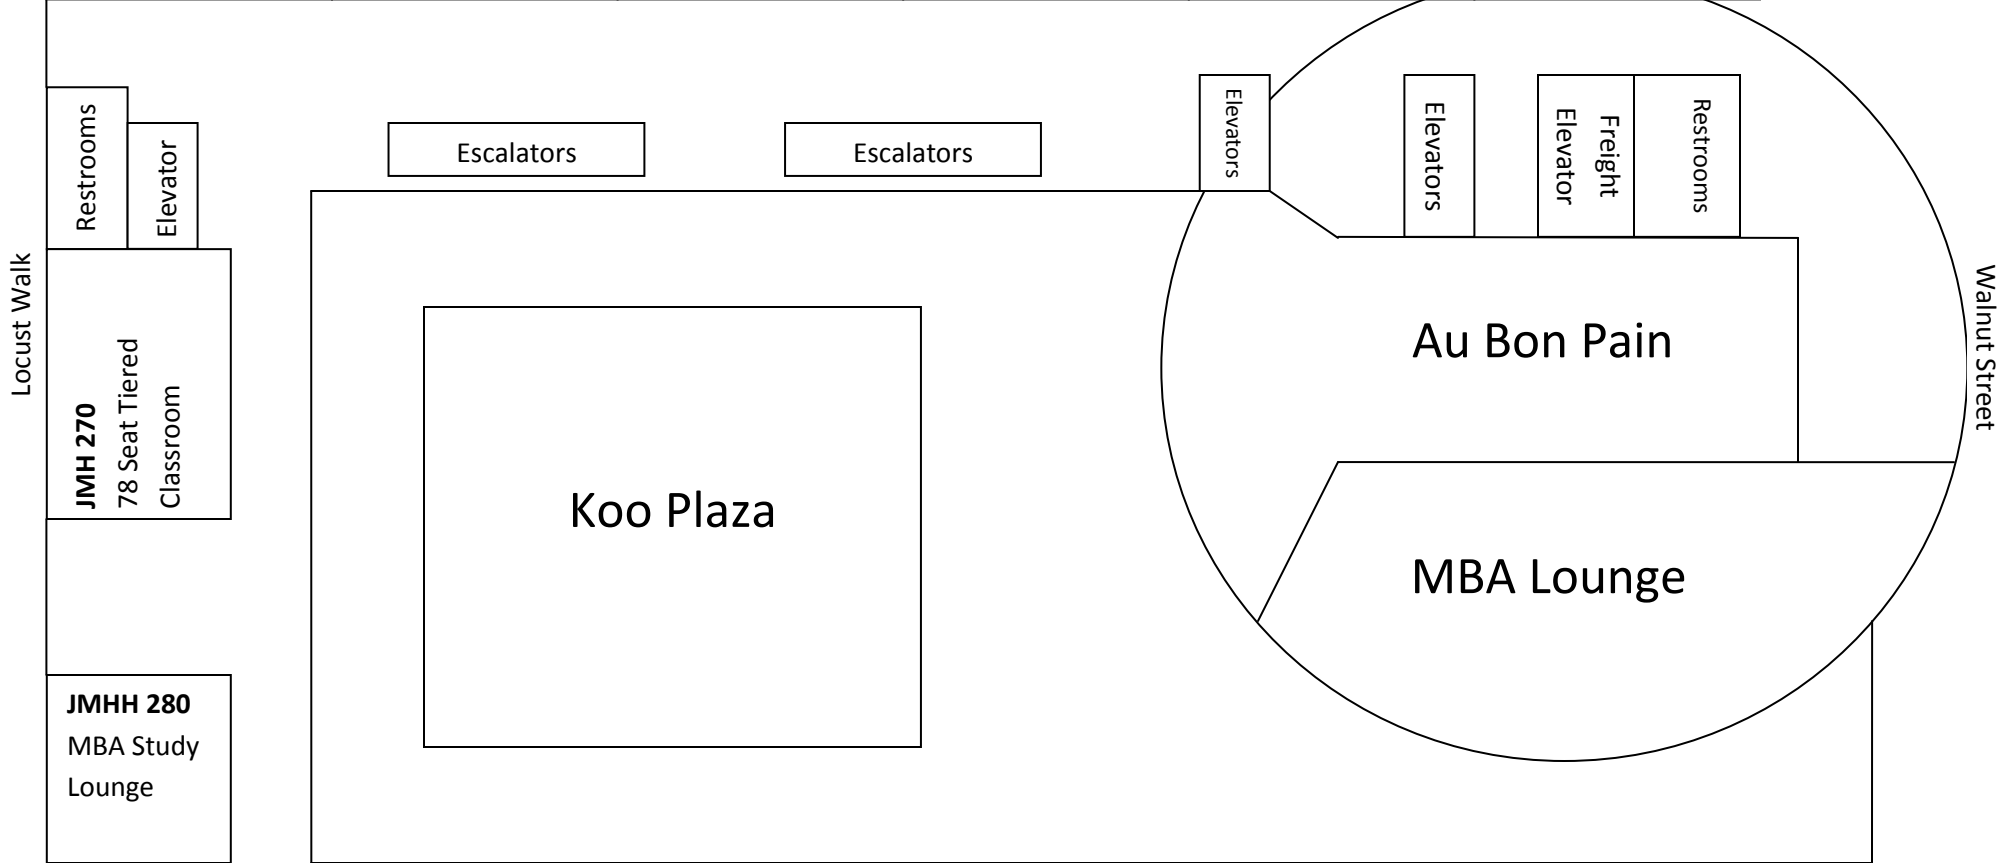 Locust Walk
Restrooms
Elevator
JMH 270
78 Seat Tiered
Classroom
JMHH 280
MBA Study
Lounge
Escalators
Escalators
Koo Plaza
Elevators
Elevators
Freight
Elevator
Restrooms
Au Bon Pain
MBA Lounge
Walnut Street